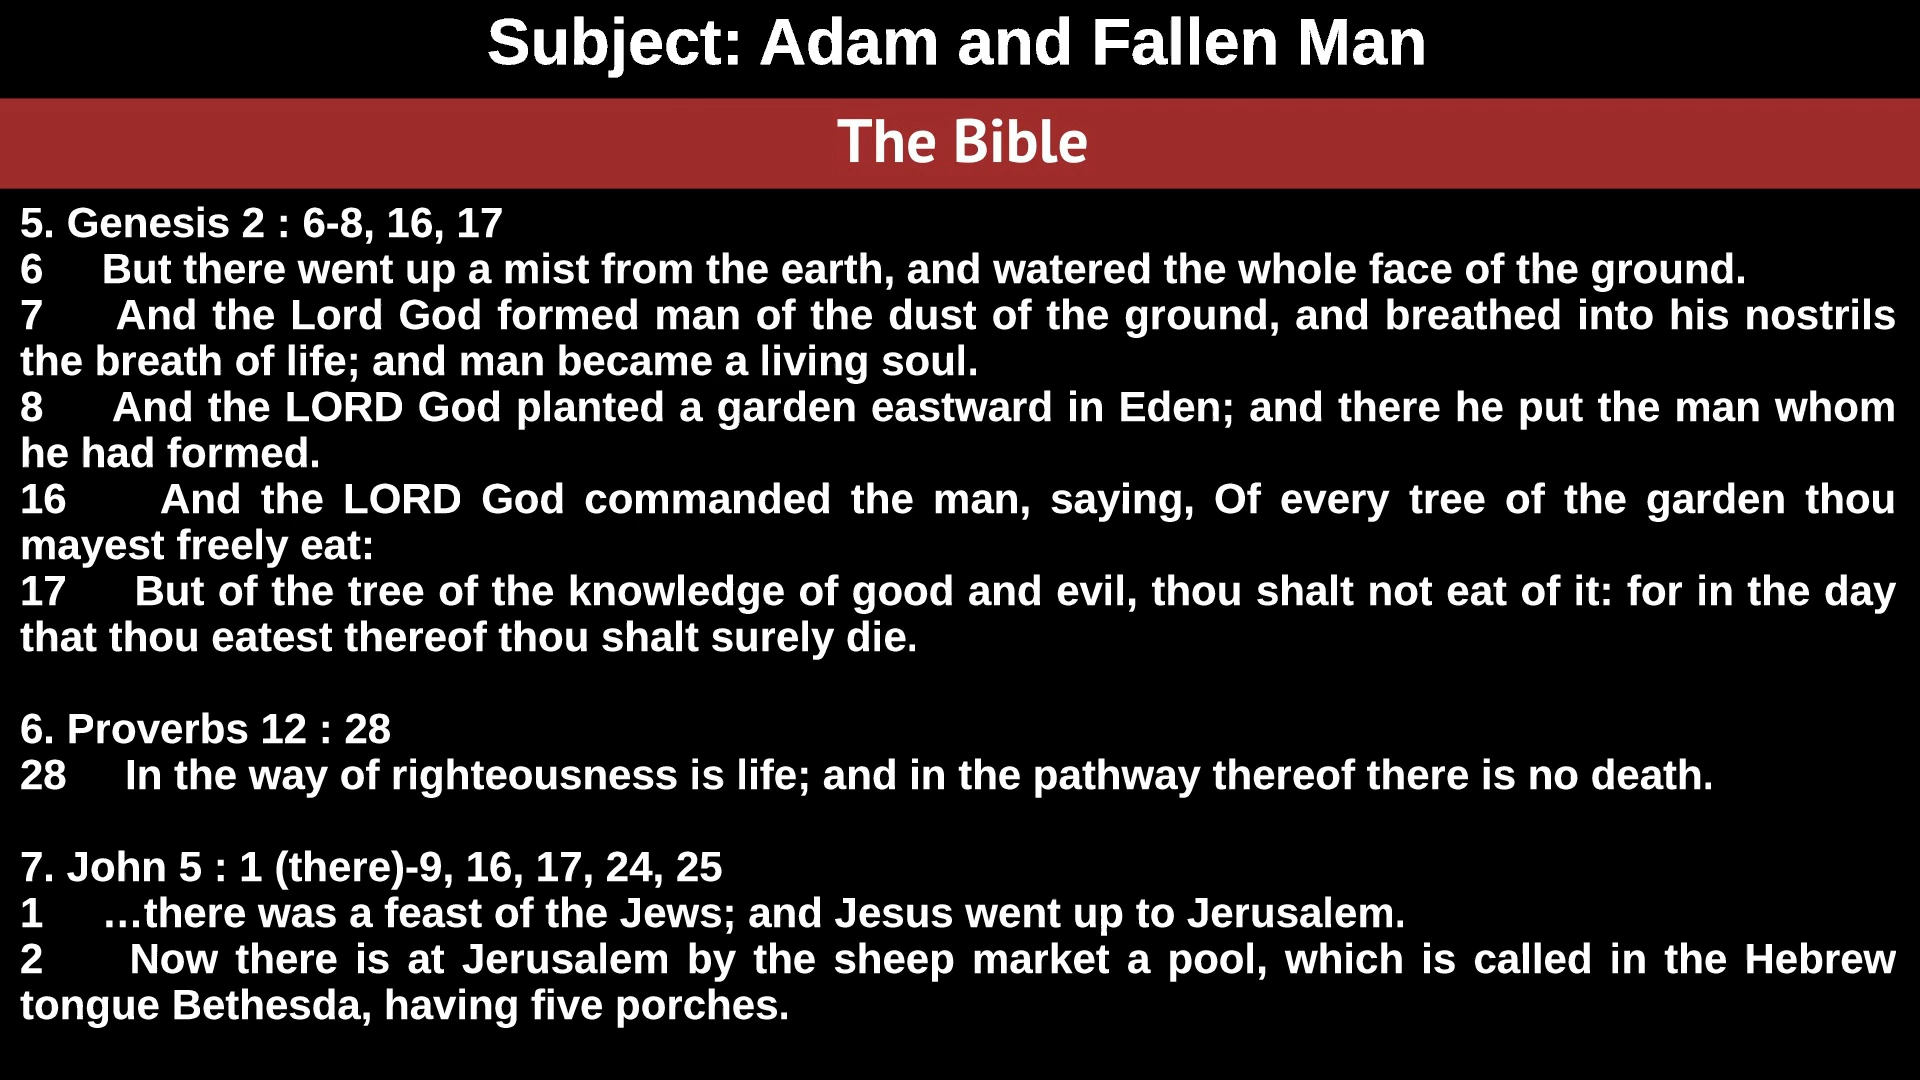 Subject: Adam and Fallen Man
The Bible
5. Genesis 2 : 6-8, 16, 17
6 But there went up a mist from the earth, and watered the whole face of the ground.
7 And the Lord God formed man of the dust of the ground, and breathed into his nostrils
the breath of life; and man became a living soul.
8 And the LORD God planted a garden eastward in Eden; and there he put the man whom
he had formed.
16 And the LORD God commanded the man, saying, Of every tree of the garden thou
mayest freely eat:
17 But of the tree of the knowledge of good and evil, thou shalt not eat of it: for in the day
that thou eatest thereof thou shalt surely die.
6. Proverbs 12 : 28
28 In the way of righteousness is life; and in the pathway thereof there is no death.
7. John 5 : 1 (there)-9, 16, 17, 24, 25
1 …there was a feast of the Jews; and Jesus went up to Jerusalem.
2 Now there is at Jerusalem by the sheep market a pool, which is called in the Hebrew
tongue Bethesda, having five porches.